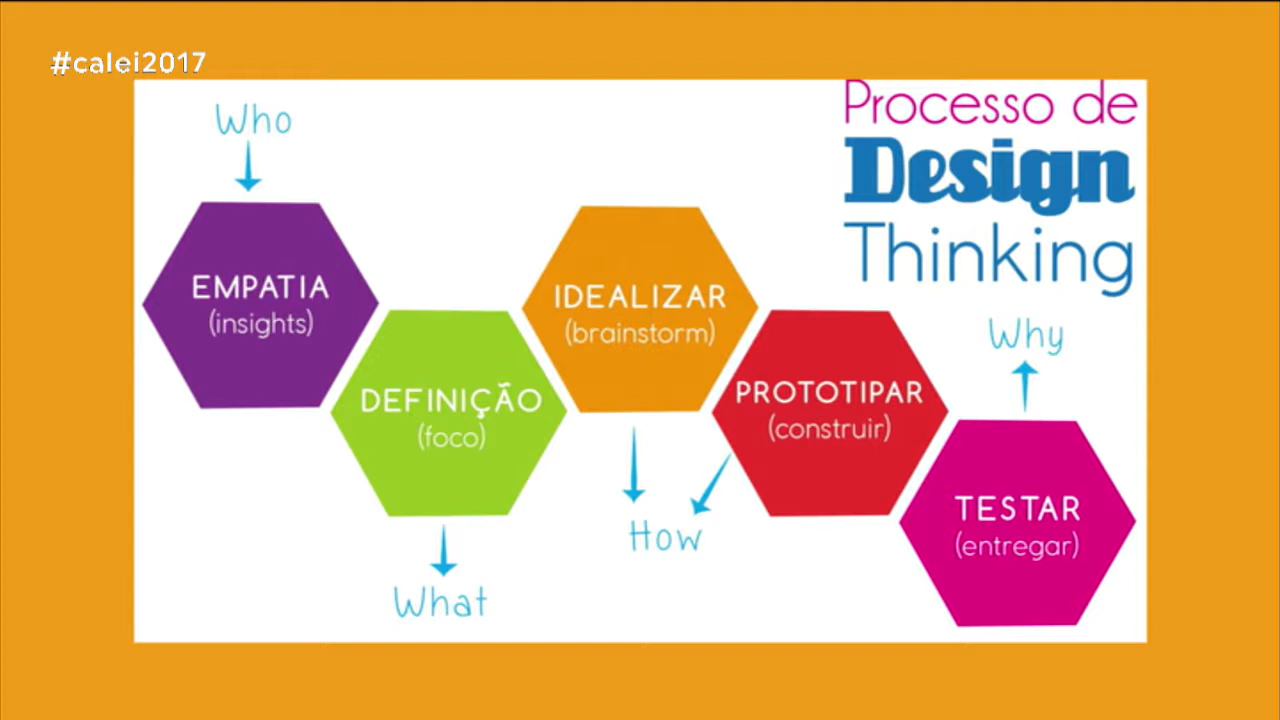 #calei2017
Processo de
Design
Thinking
Who
EMPATIA
(insights)
DEFINIÇÃO
(foco)
What
IDEALIZAR
(brainstorm)
How
PROTOTIPAR
(construir)
Why
TESTAR
(entregar)